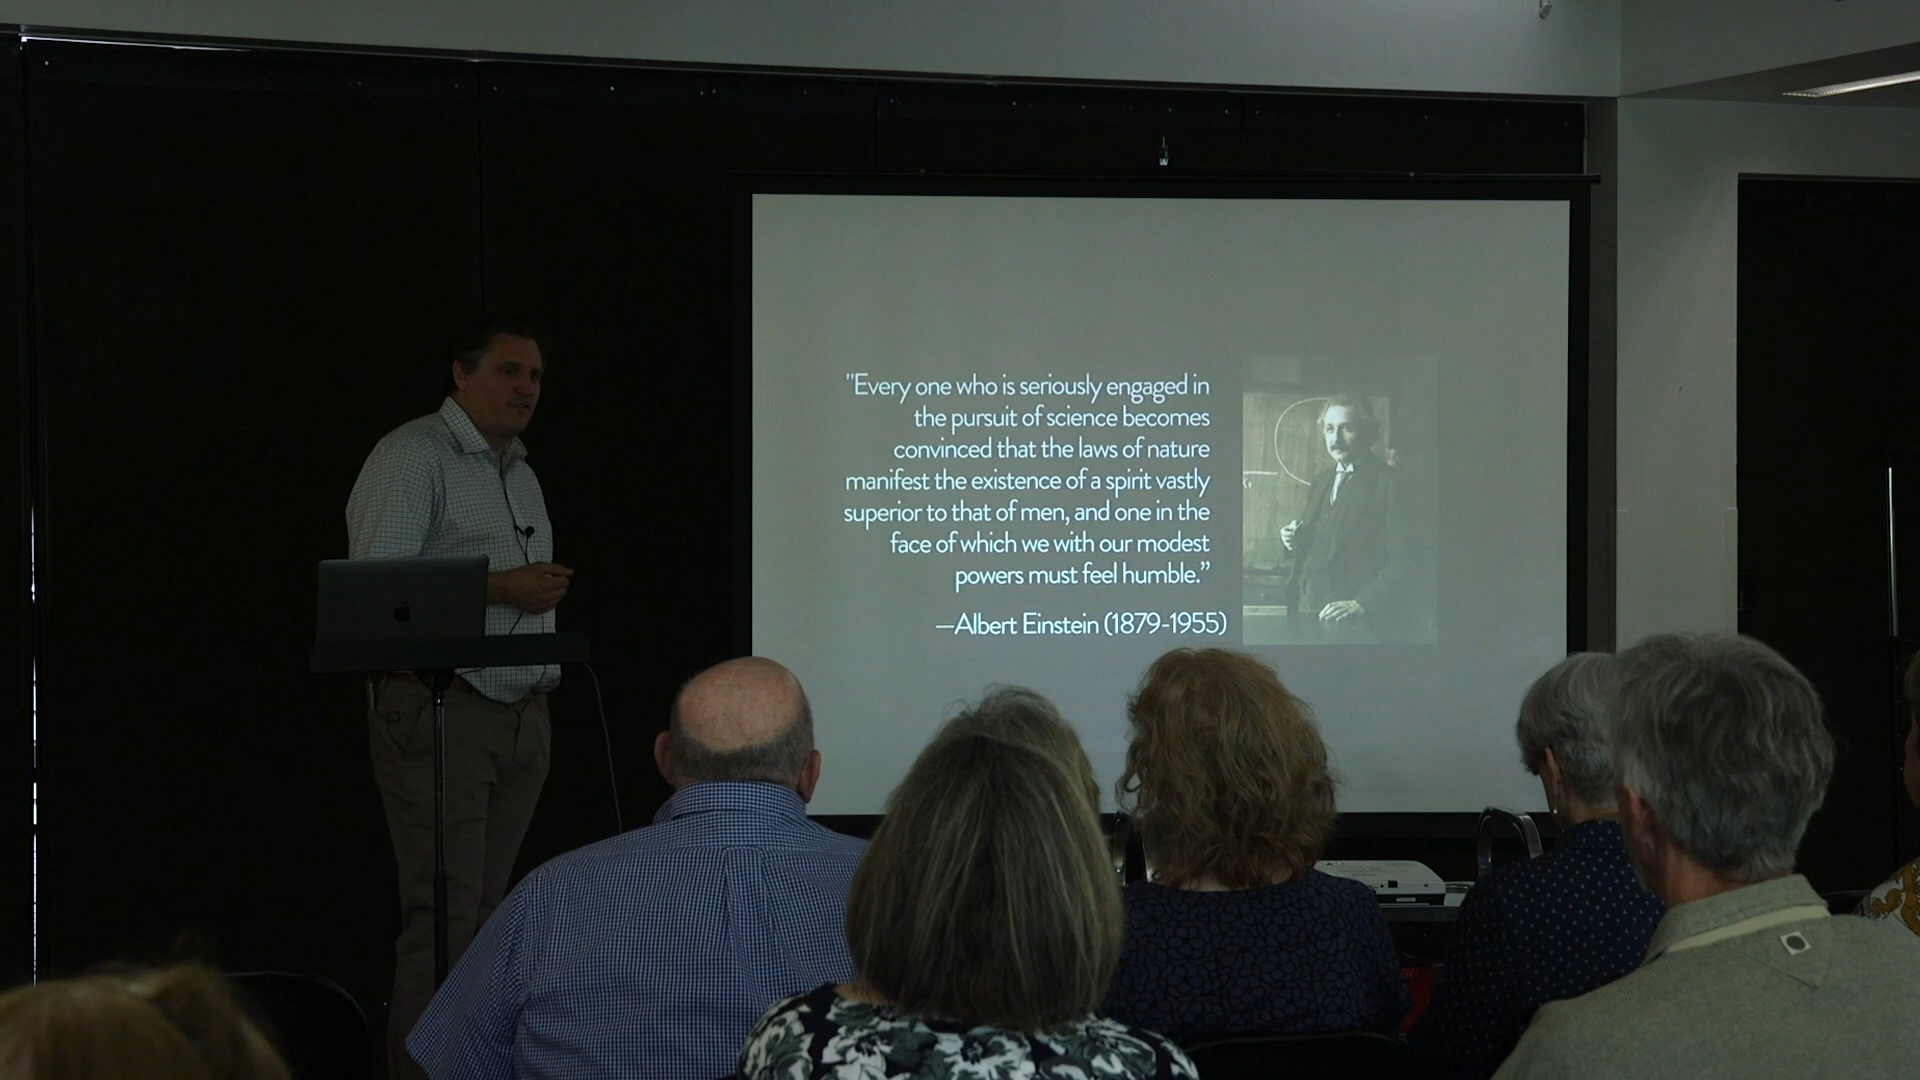 "Every one who is seriously engaged in
the pursuit of science becomes
convinced that the laws of nature
manifest the existence of a spirit vastly
superior to that of men, and one in the
face of which we with our modest
powers must feel humble.”
—Albert Einstein (1879-1955)